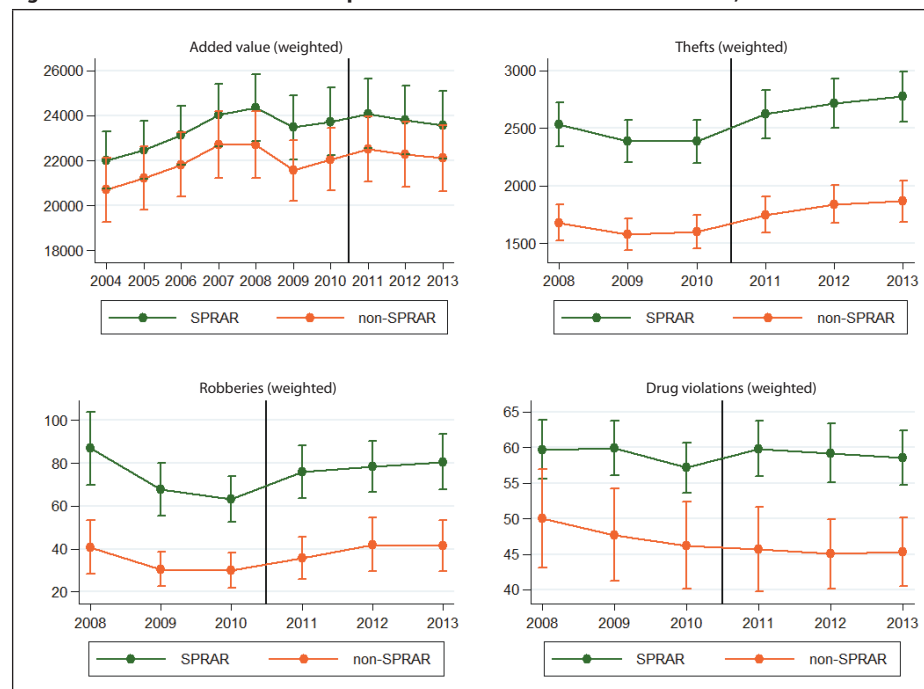 Added value (weighted)
26000
24000
22000
20000
18000
2004 2005 2006 2007 2008 2009 2010 2011 2012 2013
SPRAR non-SPRAR
Thefts (weighted)
3000
2500
2000
1500
2008 2009 2010 2011 2012 2013
SPRAR non-SPRAR
Robberies (weighted)
100
80
60
40
20
2008 2009 2010 2011 2012 2013
SPRAR non-SPRAR
Drug violations (weighted)
65
60
55
50
45
40
2008 2009 2010 2011 2012 2013
SPRAR non-SPRAR